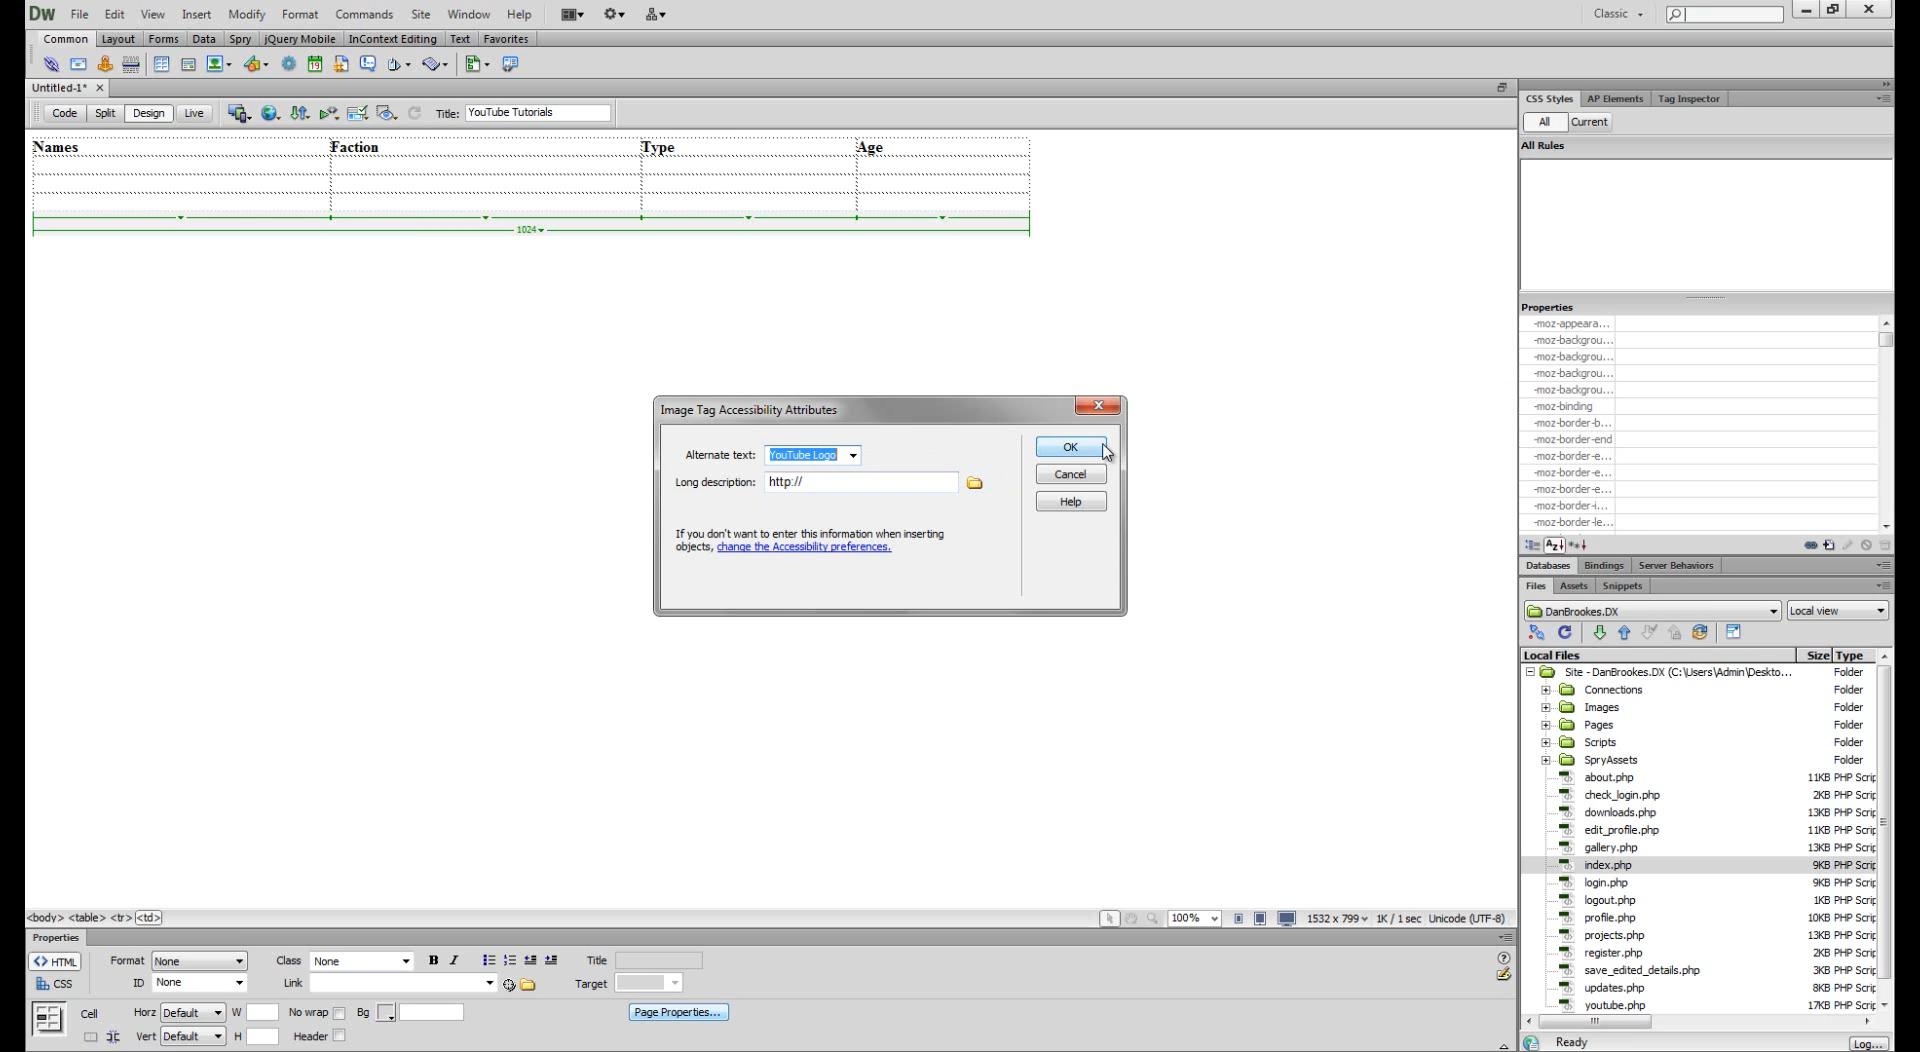 DW File Edit View Insert Modify Format Commands Site Window Help Classic
Common Layout Forms Data Spry jQuery Mobile InContext Editing Text Favorites
Untitled-1* ×
Code Split Design Live Title: YouTube Tutorials
Names Faction Type Age
1024
Image Tag Accessibility Attributes
Alternate text: YouTube Logo
Long description: http://
OK
Cancel
Help
If you don't want to enter this information when inserting
objects, change the Accessibility preferences.
CSS Styles AP Elements Tag Inspector
All Current
All Rules
Properties
-moz-appeara...
-moz-backgrou...
-moz-backgrou...
-moz-backgrou...
-moz-backgrou...
-moz-binding
-moz-border-b...
-moz-border-end
-moz-border-e...
-moz-border-e...
-moz-border-e...
-moz-border-i...
-moz-border-le...
Databases Bindings Server Behaviors
Files Assets Snippets
DanBrookes.DX Local view
Local Files Size Type
Site - DanBrookes.DX (C:\Users\Admin\Deskto... Folder
Connections Folder
Images Folder
Pages Folder
Scripts Folder
SpryAssets Folder
about.php 11KB PHP Scrip
check_login.php 2KB PHP Scrip
downloads.php 13KB PHP Scrip
edit_profile.php 11KB PHP Scrip
gallery.php 13KB PHP Scrip
index.php 9KB PHP Scrip
login.php 9KB PHP Scrip
logout.php 1KB PHP Scrip
profile.php 10KB PHP Scrip
projects.php 13KB PHP Scrip
register.php 2KB PHP Scrip
save_edited_details.php 3KB PHP Scrip
updates.php 8KB PHP Scrip
youtube.php 17KB PHP Scrip
Ready Log...
<body> <table> <tr> <td> 100% 1532 x 799 1K / 1 sec Unicode (UTF-8)
Properties
<> HTML Format None Class None B I Title
CSS ID None Link Target
Cell Horz Default W No wrap Bg Page Properties...
Vert Default H Header